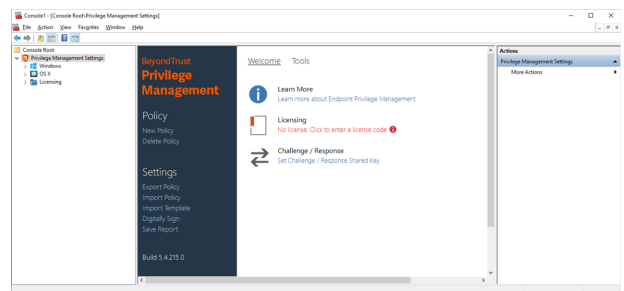 Console1 - [Console Root\Privilege Management Settings]
File Action View Favorites Window Help
Console Root
Privilege Management Settings
Windows
OS X
Licensing
BeyondTrust
Privilege
Management
Policy
New Policy
Delete Policy
Settings
Export Policy
Import Policy
Import Template
Digitally Sign
Save Report
Build 5.4.215.0
Welcome Tools
Learn More
Learn more about Endpoint Privilege Management
Licensing
No license. Click to enter a license code
Challenge / Response
Set Challenge / Response Shared Key
Actions
Privilege Management Settings
More Actions